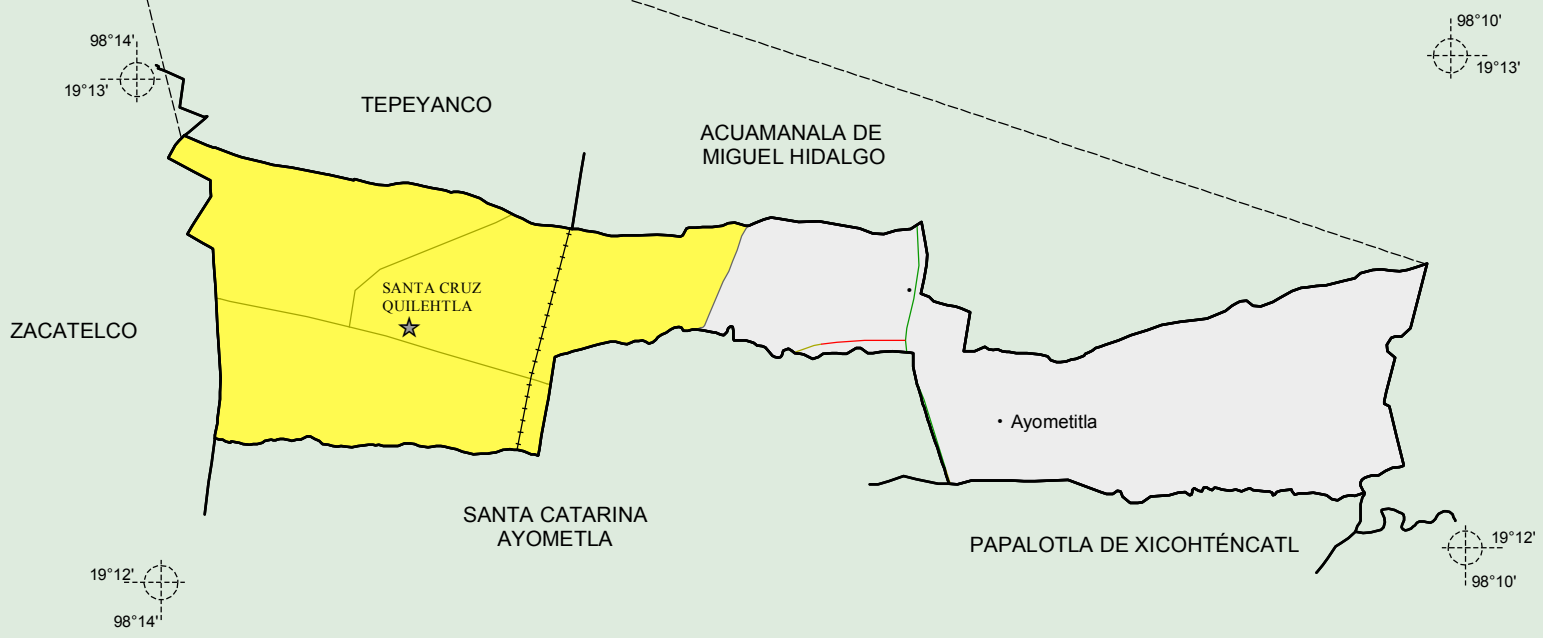 98°14'
19°13'
98°10'
19°13'
TEPEYANCO
ACUAMANALA DE
MIGUEL HIDALGO
SANTA CRUZ
QUILEHTLA
ZACATELCO
Ayometitla
SANTA CATARINA
AYOMETLA
PAPALOTLA DE XICOHTÉNCATL
19°12'
98°14'
19°12'
98°10'